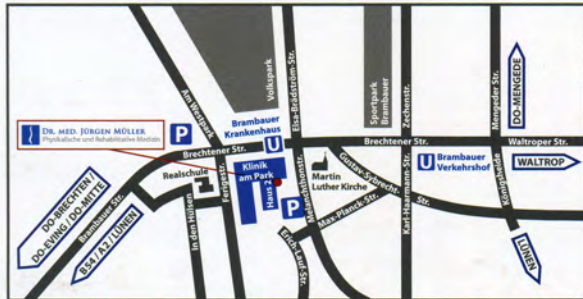 Am Westpark
Volkspark
Elsa-Brädström-Str.
Sportpark
Brambauer
Zechenstr.
Mengeder Str.
DO-MENGEDE
DR. MED. JÜRGEN MÜLLER
Physikalische und Rehabilitative Medizin
P
Brambauer
Krankenhaus
U
Brechtener Str.
Brechtener Str.
Waltroper Str.
Realschule
Klinik
am Park
Haus 2
Martin
Luther Kirche
U
Brambauer
Verkehrshof
WALTROP
DO-BRECHTEN /
DO-EVING / DO-MITTE
Brambauer Str.
B54 / A2 / LÜNEN
in den Hülsen
Ferigestr.
P
Melanchthonstr.
Gustav-Sybrecht-
Str.
Max-Planck-Str.
Erich-Lauf-Str.
Karl-Haarmann-Str.
Königsheide
LÜNEN